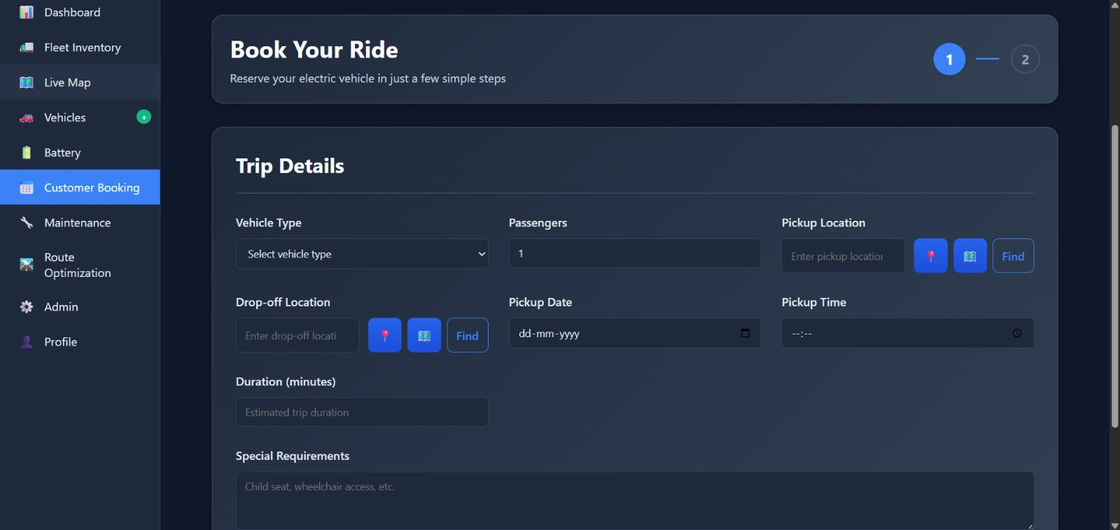 Dashboard
Fleet Inventory
Live Map
Vehicles
Battery
Customer Booking
Maintenance
Route
Optimization
Admin
Profile
Book Your Ride
Reserve your electric vehicle in just a few simple steps
1
2
Trip Details
Vehicle Type
Select vehicle type
Passengers
1
Pickup Location
Enter pickup location
Find
Drop-off Location
Enter drop-off locati
Find
Pickup Date
dd-mm-yyyy
Pickup Time
--:--
Duration (minutes)
Estimated trip duration
Special Requirements
Child seat, wheelchair access, etc.